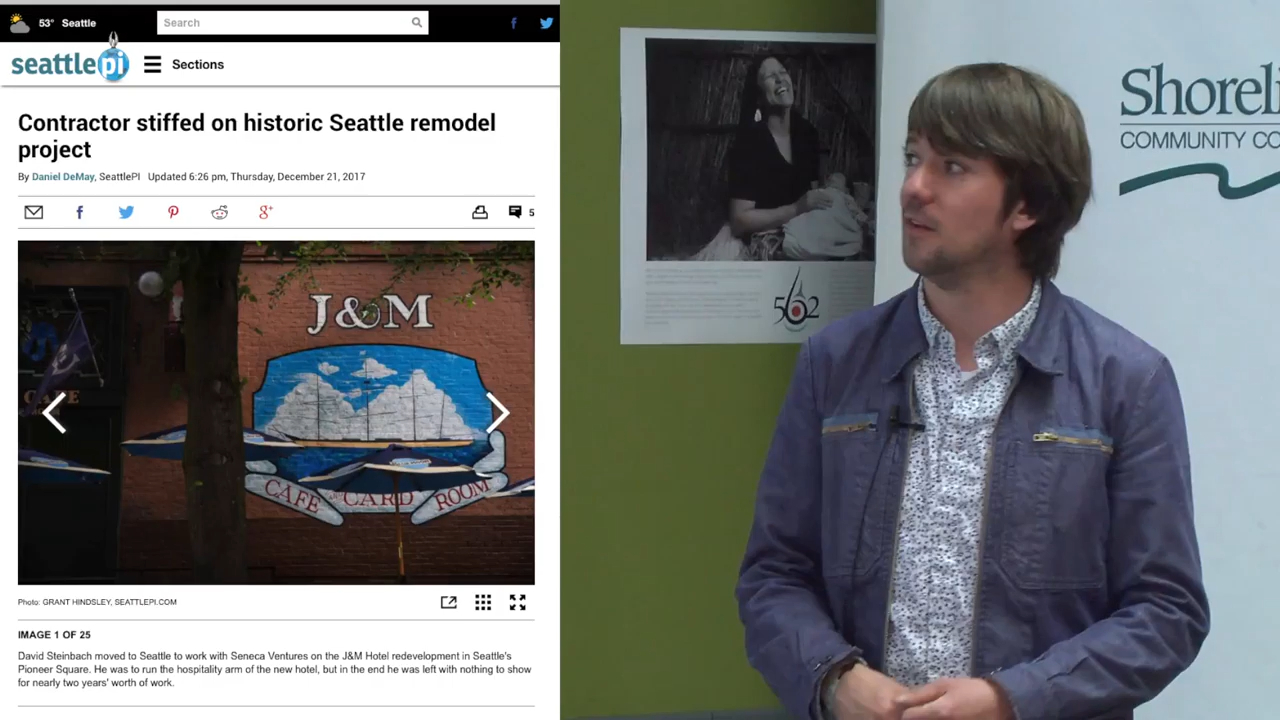 53° Seattle
Search
seattlepi
Sections
Contractor stiffed on historic Seattle remodel
project
By Daniel DeMay, SeattlePI Updated 6:26 pm, Thursday, December 21, 2017
5
J&M
CAFE
CAFE CARD ROOM
Photo: GRANT HINDSLEY, SEATTLEPI.COM
IMAGE 1 OF 25
David Steinbach moved to Seattle to work with Seneca Ventures on the J&M Hotel redevelopment in Seattle's
Pioneer Square. He was to run the hospitality arm of the new hotel, but in the end he was left with nothing to show
for nearly two years' worth of work.
562
Shoreli
COMMUNITY CO